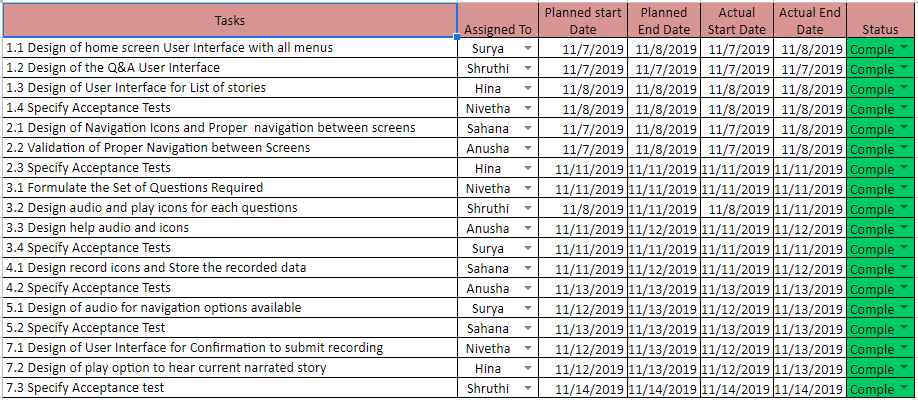 Tasks Assigned To Planned start Date Planned End Date Actual Start Date Actual End Date Status
1.1 Design of home screen User Interface with all menus Surya 11/7/2019 11/8/2019 11/7/2019 11/8/2019 Comple
1.2 Design of the Q&A User Interface Shruthi 11/7/2019 11/7/2019 11/7/2019 11/7/2019 Comple
1.3 Design of User Interface for List of stories Hina 11/8/2019 11/8/2019 11/8/2019 11/8/2019 Comple
1.4 Specify Acceptance Tests Nivetha 11/8/2019 11/8/2019 11/8/2019 11/8/2019 Comple
2.1 Design of Navigation Icons and Proper  navigation between screens Sahana 11/7/2019 11/8/2019 11/7/2019 11/8/2019 Comple
2.2 Validation of Proper Navigation between Screens Anusha 11/7/2019 11/8/2019 11/7/2019 11/8/2019 Comple
2.3 Specify Acceptance Tests Hina 11/11/2019 11/11/2019 11/11/2019 11/11/2019 Comple
3.1 Formulate the Set of Questions Required Nivetha 11/11/2019 11/11/2019 11/11/2019 11/11/2019 Comple
3.2 Design audio and play icons for each questions Shruthi 11/8/2019 11/11/2019 11/8/2019 11/11/2019 Comple
3.3 Design help audio and icons Anusha 11/11/2019 11/12/2019 11/11/2019 11/12/2019 Comple
3.4 Specify Acceptance Tests Surya 11/11/2019 11/11/2019 11/11/2019 11/11/2019 Comple
4.1 Design record icons and Store the recorded data Sahana 11/11/2019 11/12/2019 11/11/2019 11/12/2019 Comple
4.2 Specify Acceptance Tests Anusha 11/13/2019 11/13/2019 11/13/2019 11/13/2019 Comple
5.1 Design of audio for navigation options available Surya 11/12/2019 11/13/2019 11/12/2019 11/13/2019 Comple
5.2 Specify Acceptance Test Sahana 11/13/2019 11/13/2019 11/13/2019 11/13/2019 Comple
7.1 Design of User Interface for Confirmation to submit recording Nivetha 11/12/2019 11/13/2019 11/12/2019 11/13/2019 Comple
7.2 Design of play option to hear current narrated story Hina 11/12/2019 11/13/2019 11/12/2019 11/13/2019 Comple
7.3 Specify Acceptance test Shruthi 11/14/2019 11/14/2019 11/14/2019 11/14/2019 Comple